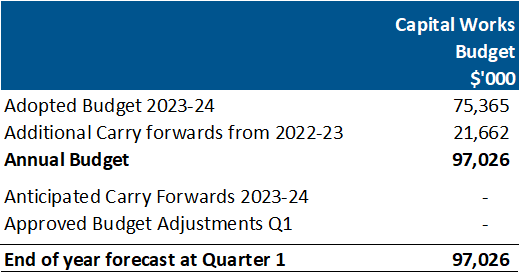 Capital Works
Budget
$'000
Adopted Budget 2023-24 75,365
Additional Carry forwards from 2022-23 21,662
Annual Budget 97,026
Anticipated Carry Forwards 2023-24 -
Approved Budget Adjustments Q1 -
End of year forecast at Quarter 1 97,026